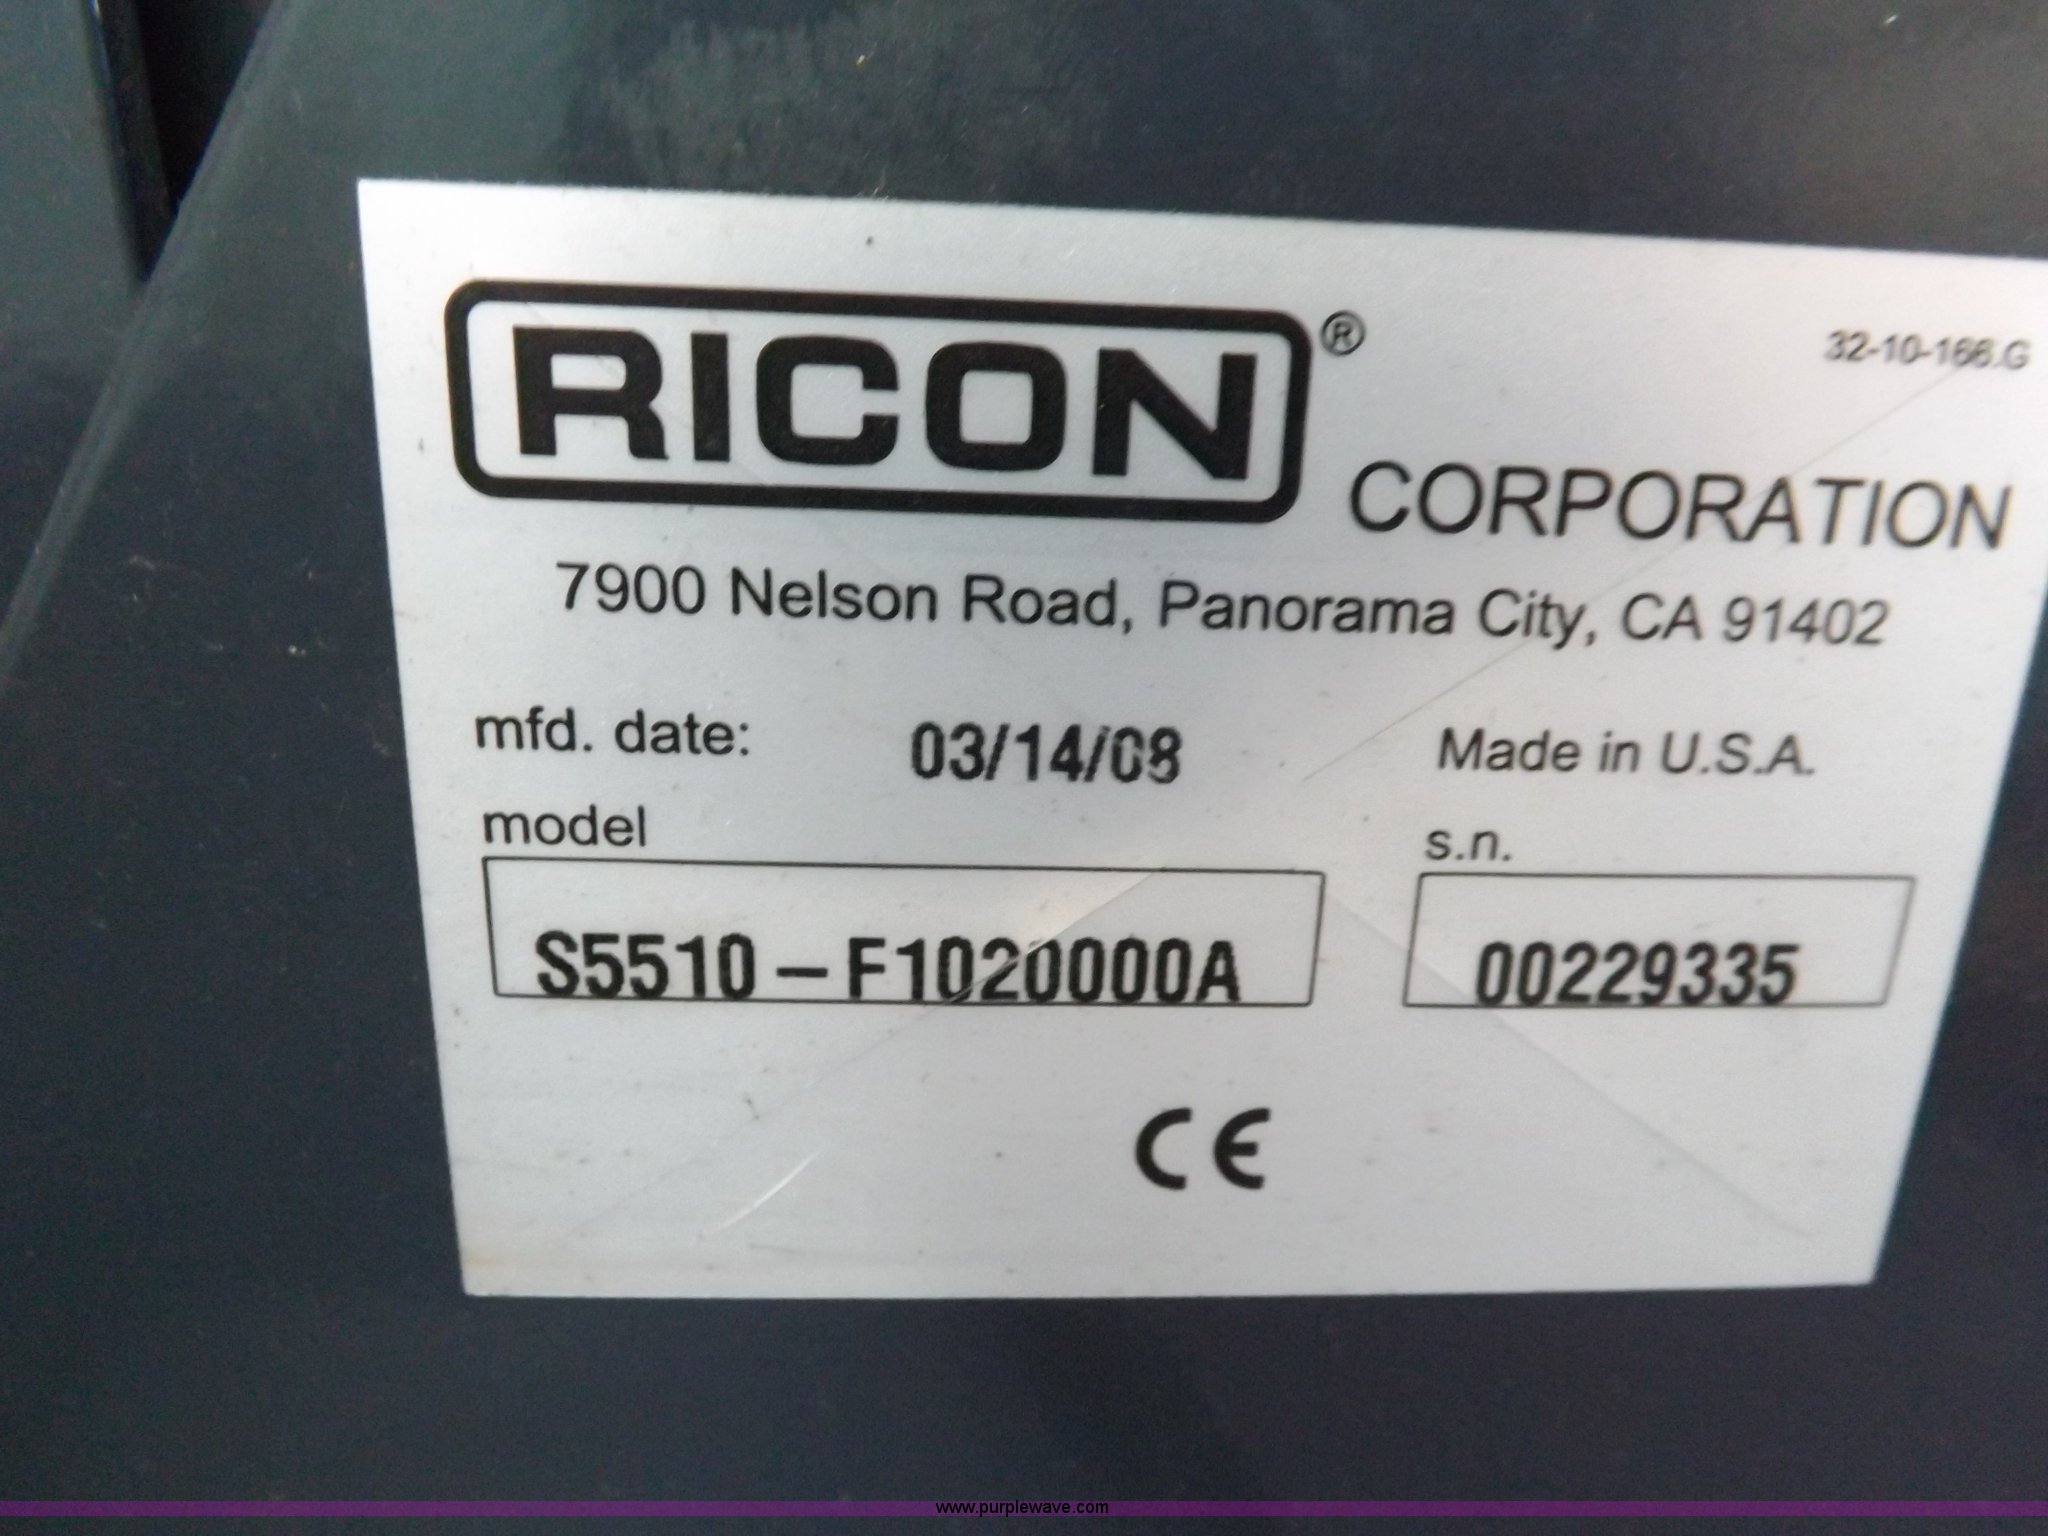 RICON®
32-10-166.G
CORPORATION
7900 Nelson Road, Panorama City, CA 91402
mfd. date: 03/14/08 Made in U.S.A.
model s.n.
S5510-F1020000A 00229335
CE
www.purplewave.com